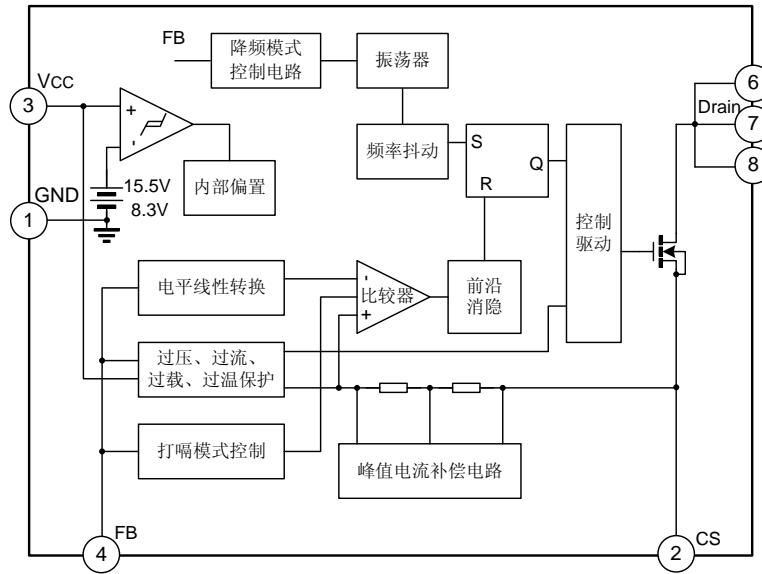 FB
降频模式
控制电路
振荡器
VCC
3
+
-
6
Drain
7
8
频率抖动
S
Q
R
内部偏置
15.5V
8.3V
GND
1
控制
驱动
电平线性转换
-
比较器
+
前沿
消隐
过压、过流、
过载、过温保护
打嗝模式控制
峰值电流补偿电路
FB
4
CS
2